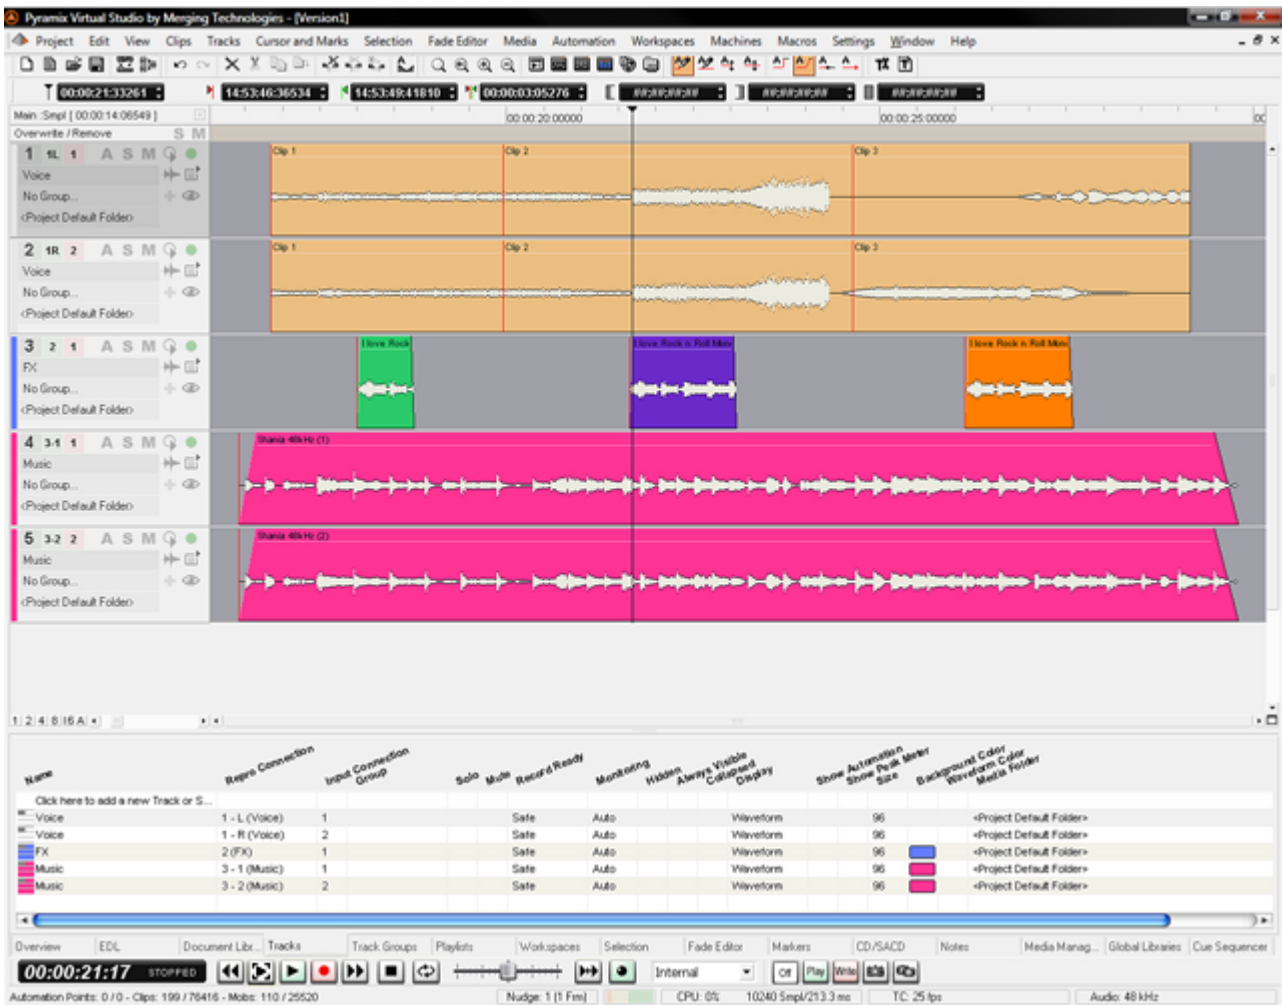 Pyramix Virtual Studio by Merging Technologies - [Version1]
Project Edit View Clips Tracks Cursor and Marks Selection Fade Editor Media Automation Workspaces Machines Macros Settings Window Help
00:00:21:33261 14:53:46:36534 14:53:49:41810 00:00:03:05276 ##:##:##:## ##:##:##:## ##:##:##:##
Main :Smpl [ 00:00:14:06549 ] 00:00:20:00000 00:00:25:00000
Overwrite / Remove S M
1 1L 1 A S M Clip 1 Clip 2 Clip 3
Voice
No Group...
<Project Default Folder>
2 1R 2 A S M Clip 1 Clip 2 Clip 3
Voice
No Group...
<Project Default Folder>
3 2 1 A S M I love Rock I love Rock n Roll I love Rock n Roll
FX
No Group...
<Project Default Folder>
4 3-1 1 A S M Shania 48kHz (1)
Music
No Group...
<Project Default Folder>
5 3-2 2 A S M Shania 48kHz (2)
Music
No Group...
<Project Default Folder>
1 2 4 8 16 A
Name Repro Connection Input Connection Group Solo Mute Record Ready Monitoring Hidden Always Visible Collapsed Display Show Automation Show Peak Meter Size Background Color Waveform Color Media Folder
Click here to add a new Track or S...
Voice 1 - L (Voice) 1 Safe Auto Waveform 96 <Project Default Folder>
Voice 1 - R (Voice) 2 Safe Auto Waveform 96 <Project Default Folder>
FX 2 (FX) 1 Safe Auto Waveform 96 <Project Default Folder>
Music 3 - 1 (Music) 1 Safe Auto Waveform 96 <Project Default Folder>
Music 3 - 2 (Music) 2 Safe Auto Waveform 96 <Project Default Folder>
Overview EDL Document Libr... Tracks Track Groups Playlists Workspaces Selection Fade Editor Markers CD/SACD Notes Media Manag... Global Libraries Cue Sequencer
00:00:21:17 STOPPED Internal Off Play Write
Automation Points: 0 / 0 - Clips: 199 / 76416 - Mobs: 110 / 25520 Nudge: 1 (1 Frm) CPU: 0% 10240 Smpl/213.3 ms TC: 25 fps Audio: 48 kHz